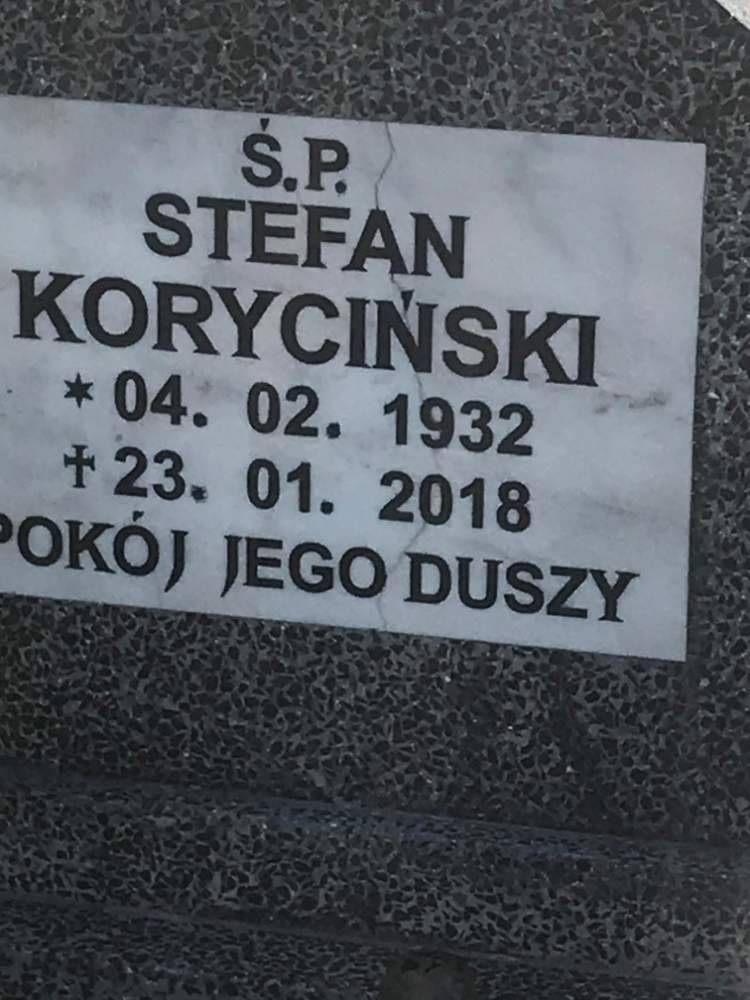 Ś.P.
STEFAN
KORYCIŃSKI
* 04. 02. 1932
✝ 23. 01. 2018
POKÓJ JEGO DUSZY